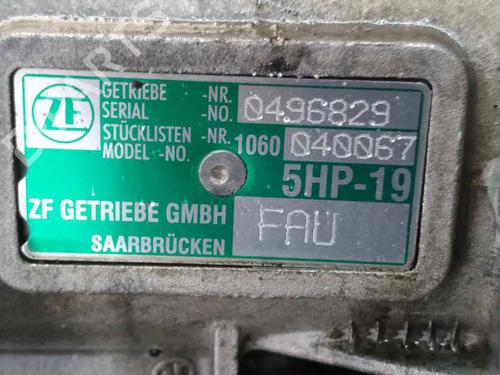 ZF
GETRIEBE -NR. 0496829
SERIAL -NO.
STÜCKLISTEN -NR. 1060 040067
MODEL -NO.
5HP-19
ZF GETRIEBE GMBH
SAARBRÜCKEN
FAU